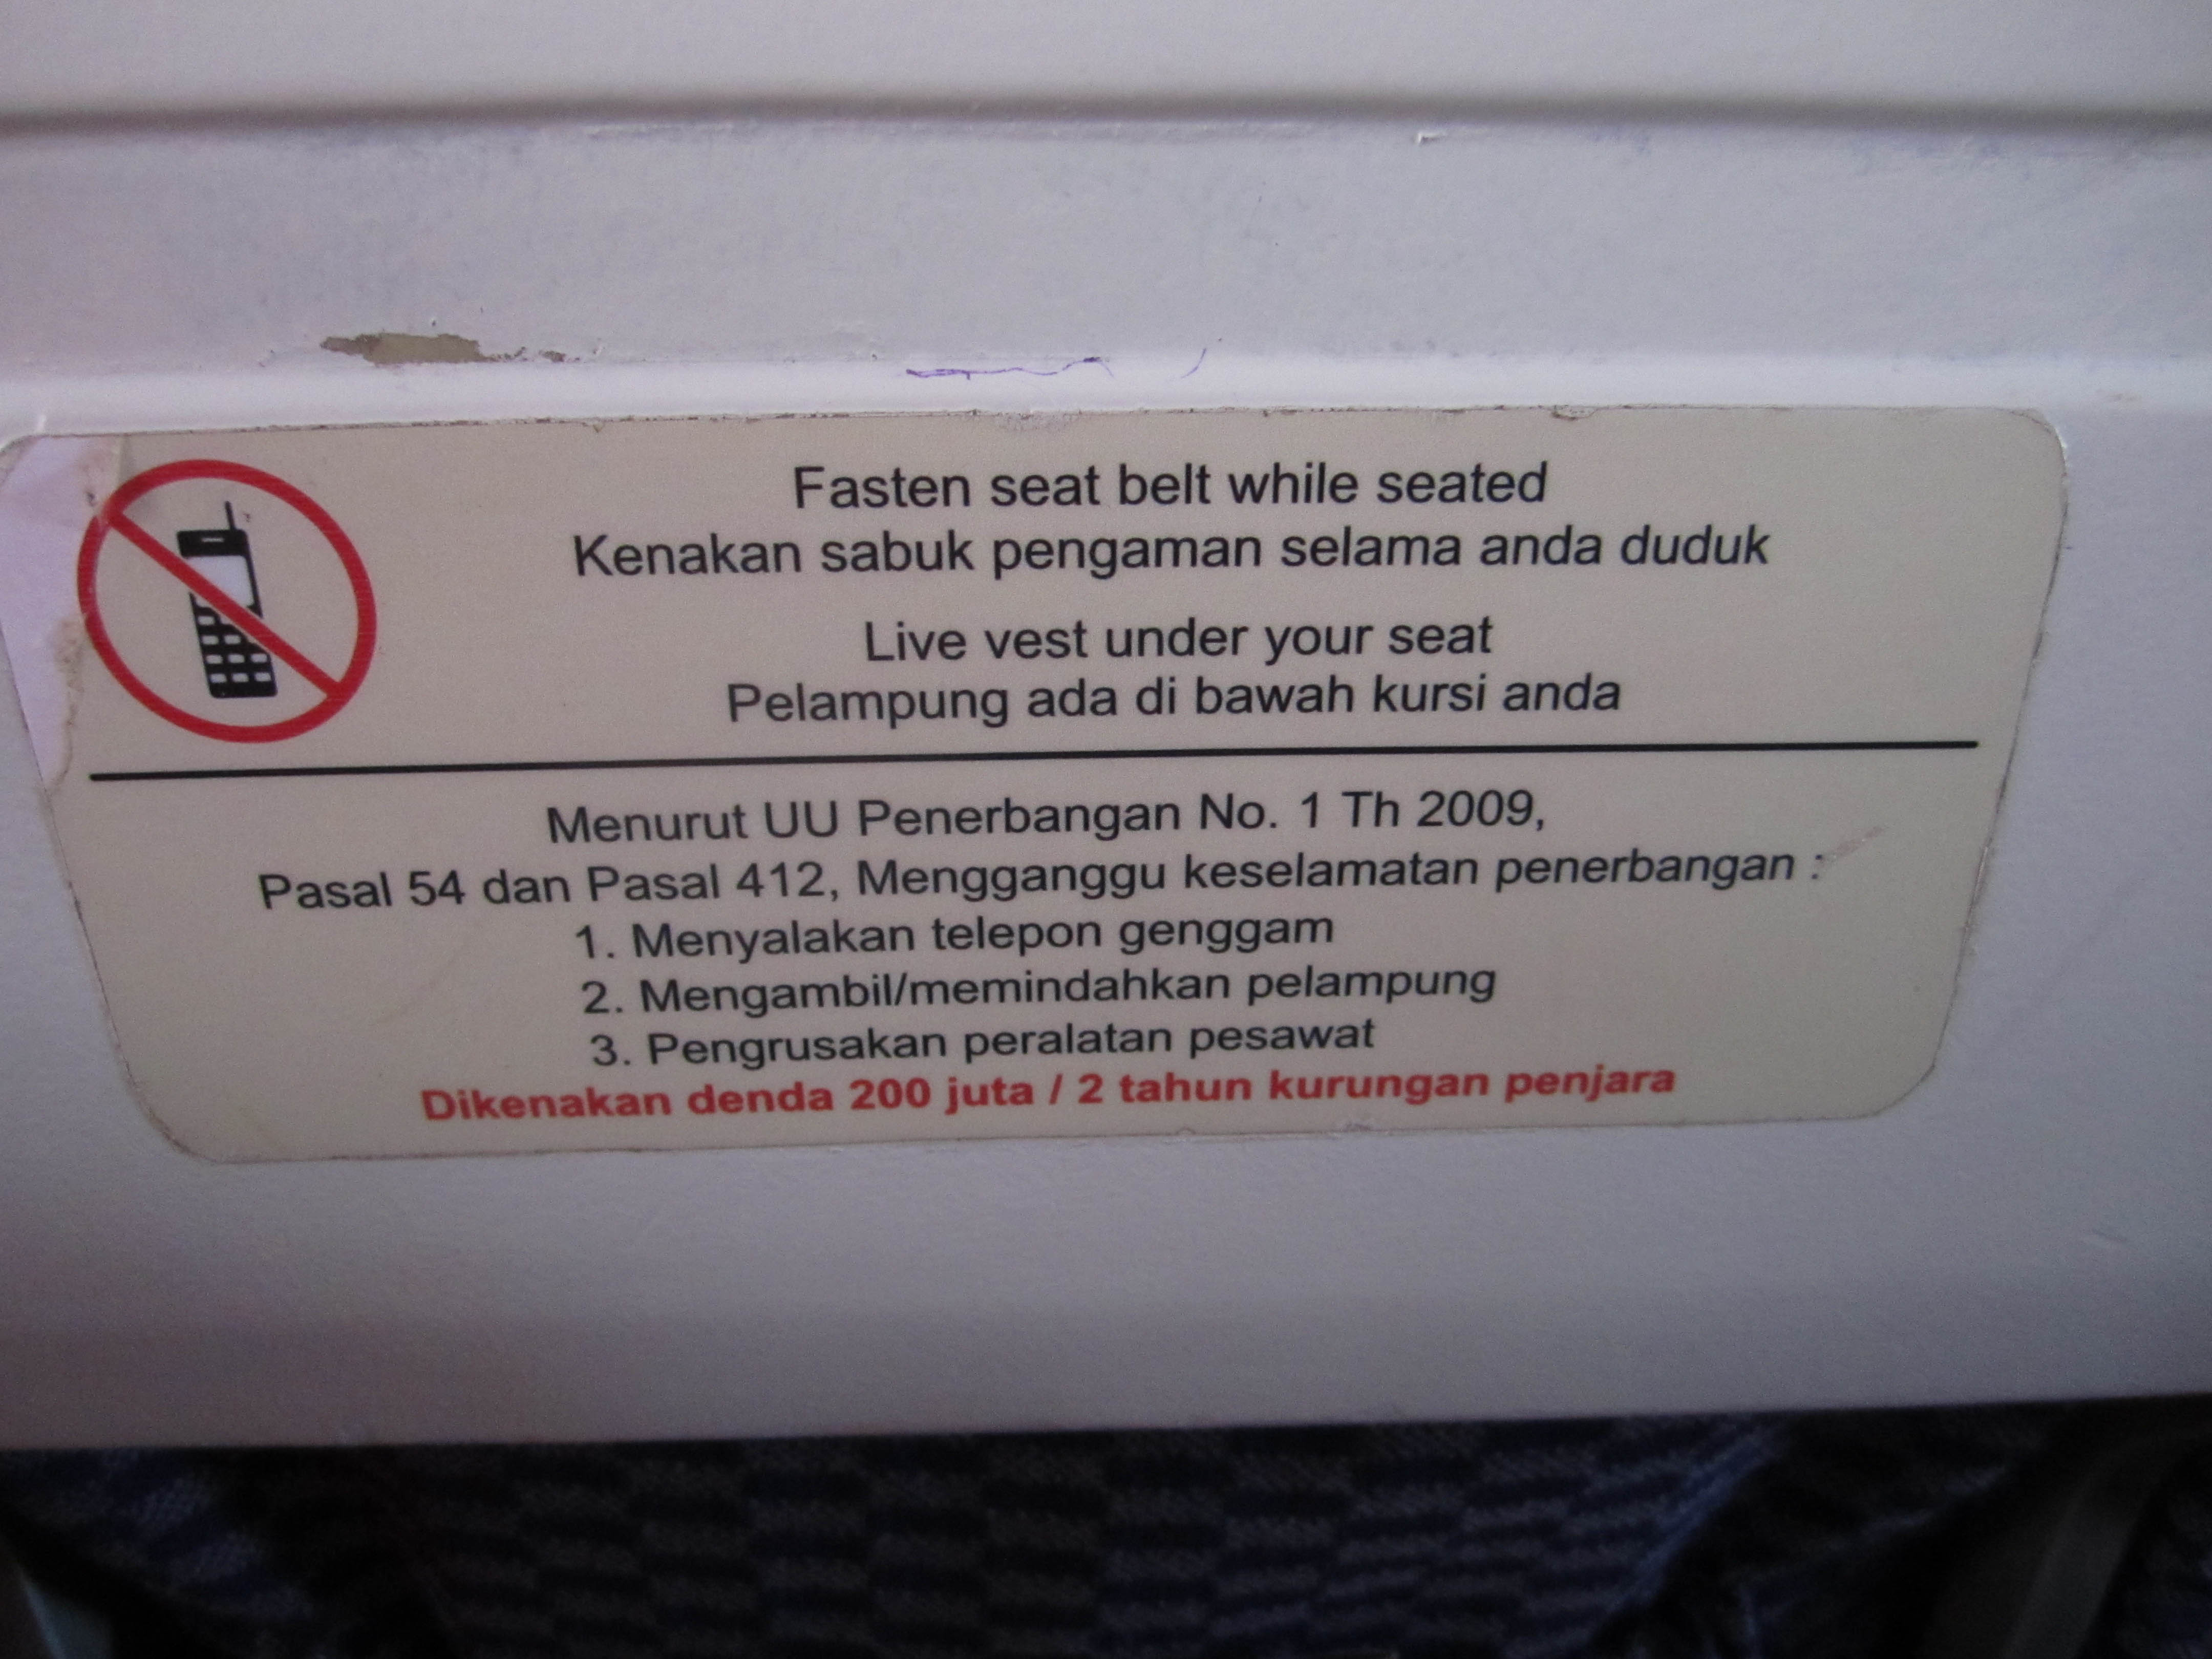 Fasten seat belt while seated
Kenakan sabuk pengaman selama anda duduk
Live vest under your seat
Pelampung ada di bawah kursi anda
Menurut UU Penerbangan No. 1 Th 2009,
Pasal 54 dan Pasal 412, Mengganggu keselamatan penerbangan :
1. Menyalakan telepon genggam
2. Mengambil/memindahkan pelampung
3. Pengrusakan peralatan pesawat
Dikenakan denda 200 juta / 2 tahun kurungan penjara